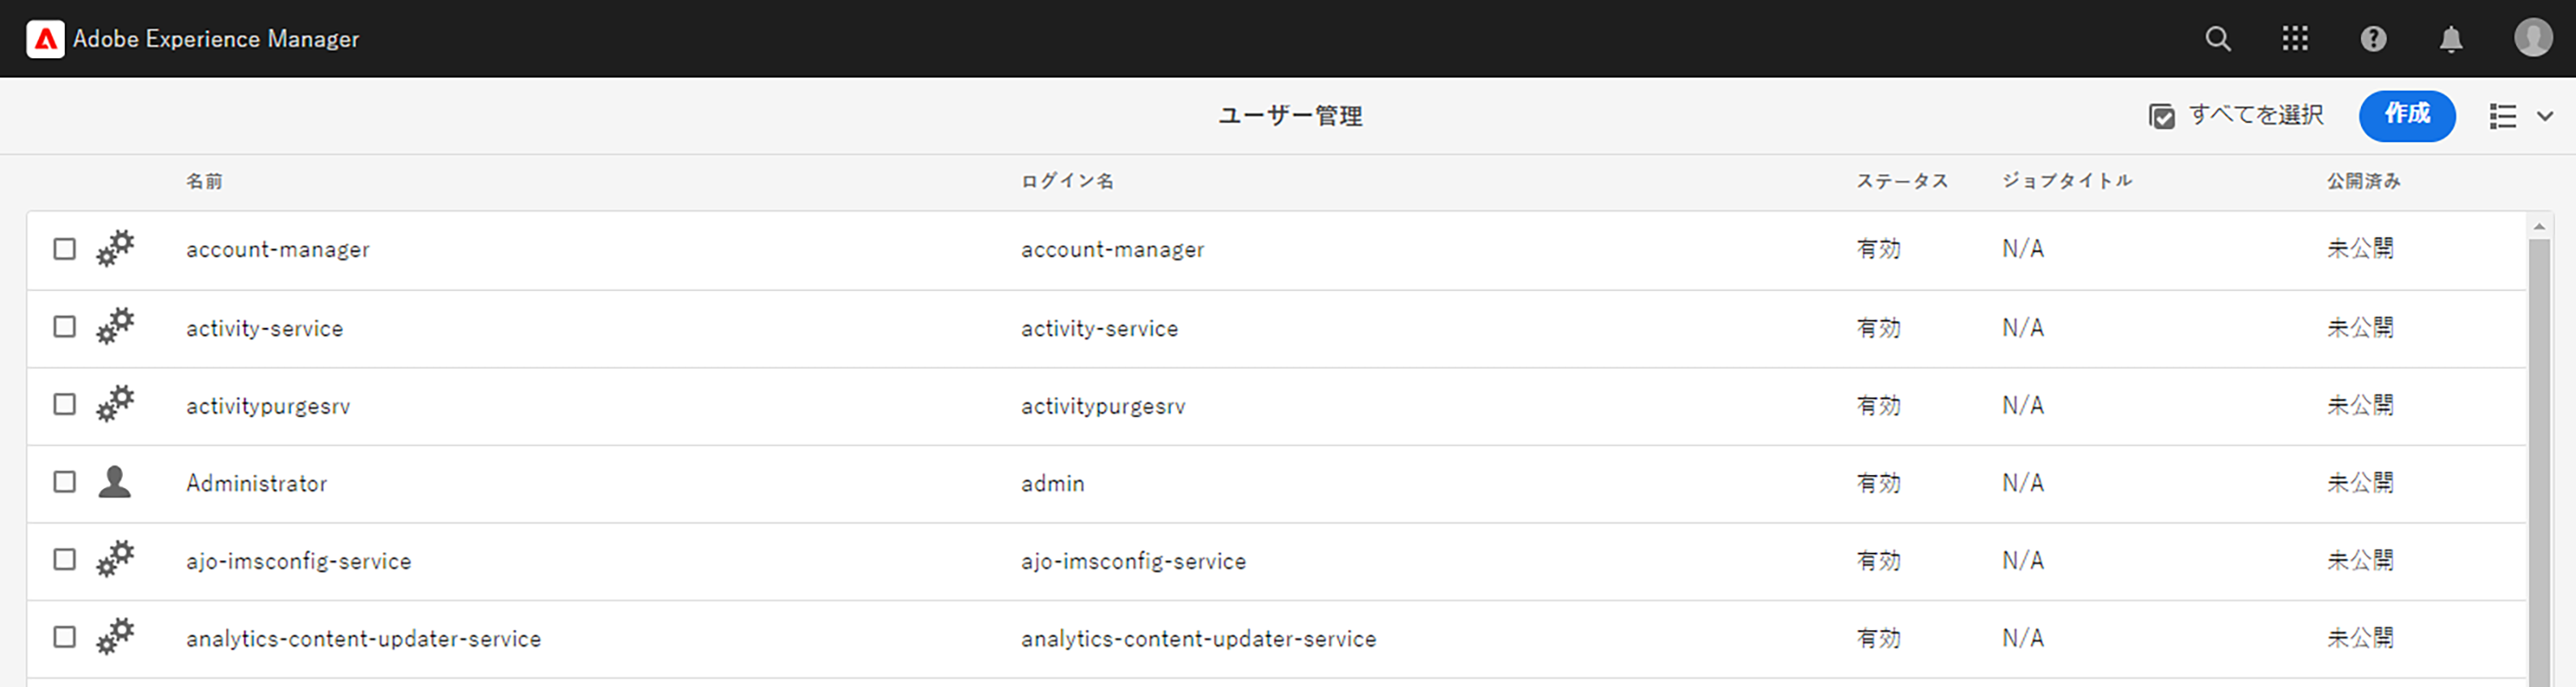 Adobe Experience Manager
ユーザー管理 すべてを選択 作成
名前 ログイン名 ステータス ジョブタイトル 公開済み
account-manager account-manager 有効 N/A 未公開
activity-service activity-service 有効 N/A 未公開
activitypurgesrv activitypurgesrv 有効 N/A 未公開
Administrator admin 有効 N/A 未公開
ajo-imsconfig-service ajo-imsconfig-service 有効 N/A 未公開
analytics-content-updater-service analytics-content-updater-service 有効 N/A 未公開